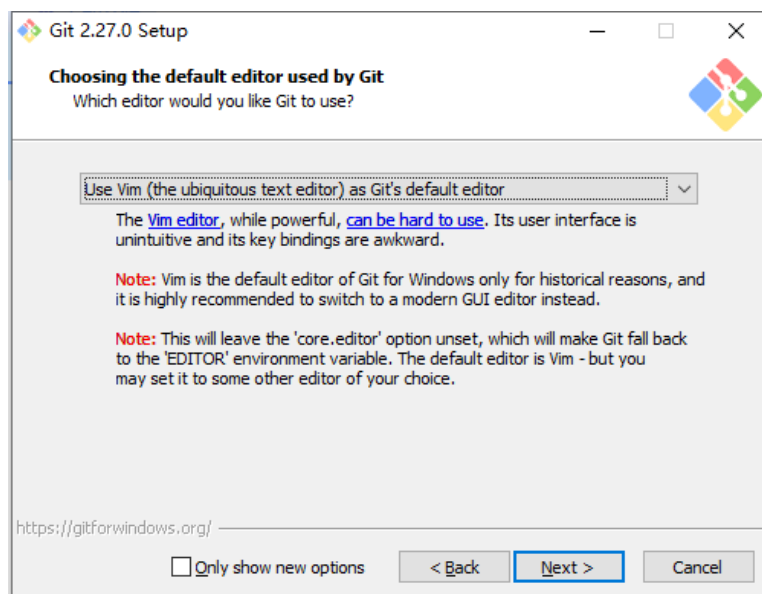 Git 2.27.0 Setup
Choosing the default editor used by Git
Which editor would you like Git to use?
Use Vim (the ubiquitous text editor) as Git's default editor
The Vim editor, while powerful, can be hard to use. Its user interface is
unintuitive and its key bindings are awkward.
Note: Vim is the default editor of Git for Windows only for historical reasons, and
it is highly recommended to switch to a modern GUI editor instead.
Note: This will leave the 'core.editor' option unset, which will make Git fall back
to the 'EDITOR' environment variable. The default editor is Vim - but you
may set it to some other editor of your choice.
https://gitforwindows.org/
Only show new options
< Back
Next >
Cancel